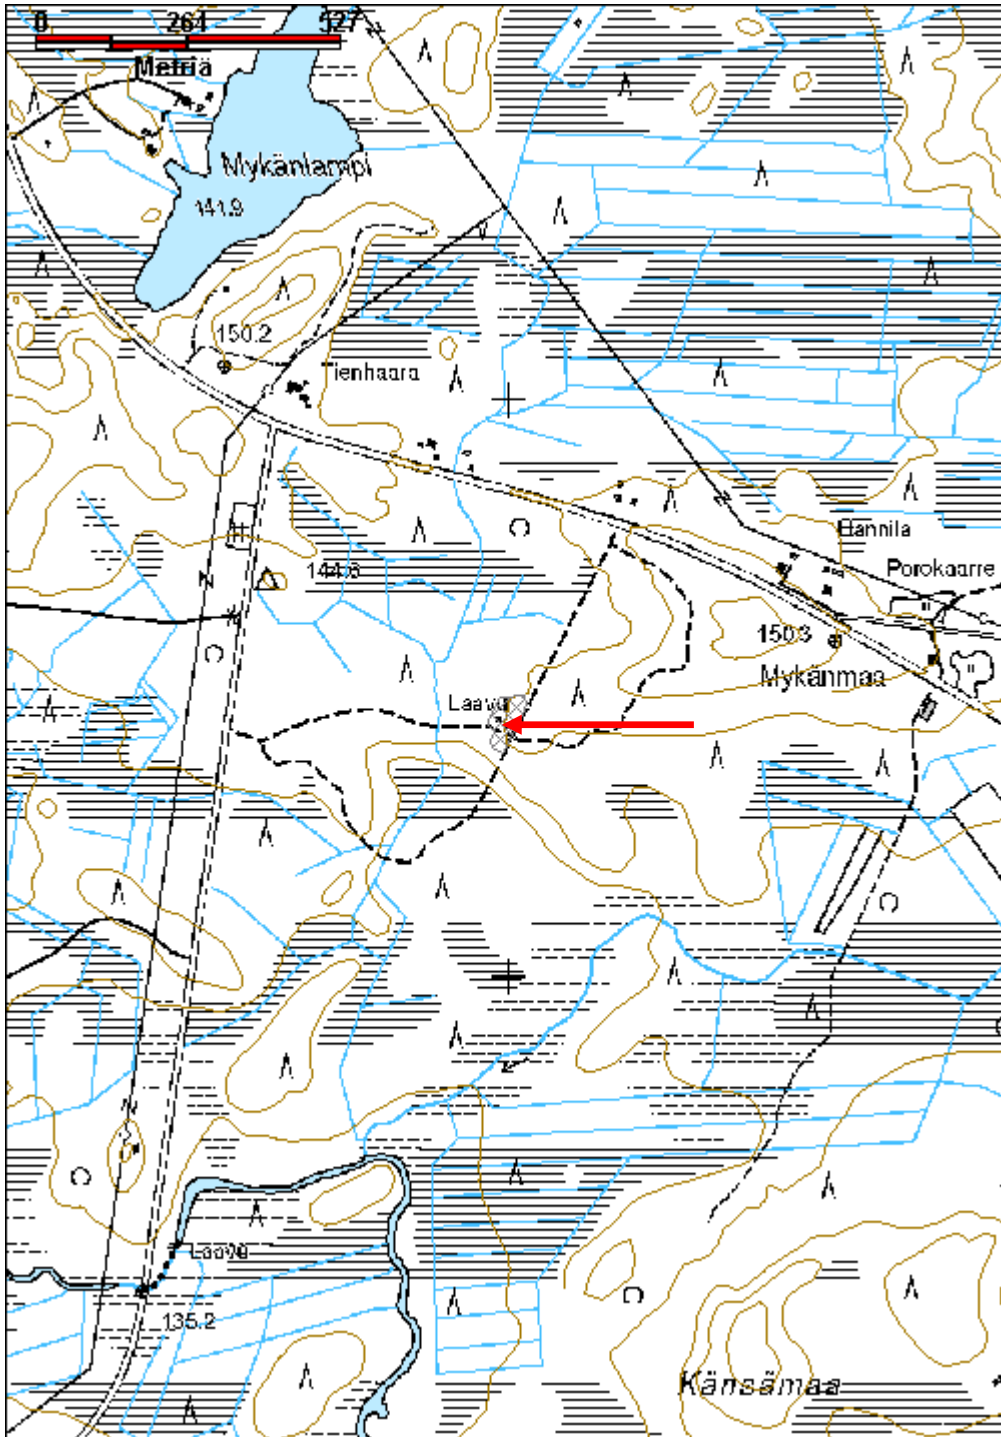 0 264 527
Metriä
Mykänlampi
141.9
150.2
Tienhaara
Hannila
144.6
Porokaarre
150.3
Mykänmaa
Laavu
Laavu
135.2
Känsämaa